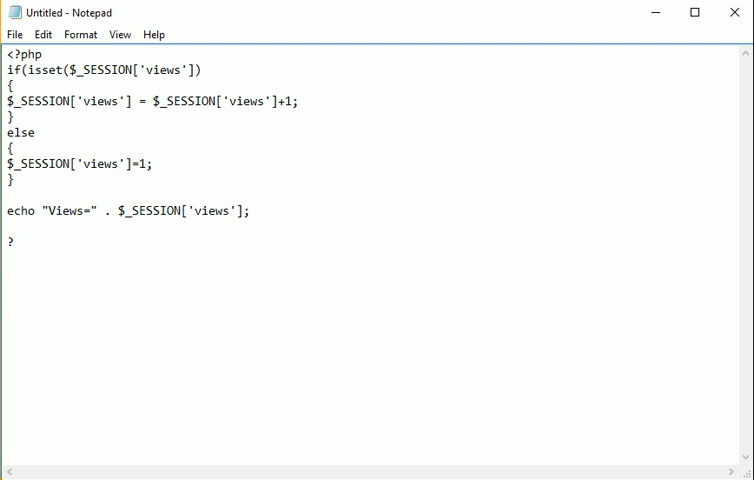 Untitled - Notepad
File Edit Format View Help
<?php
if(isset($_SESSION['views'])
{
$_SESSION['views'] = $_SESSION['views']+1;
}
else
{
$_SESSION['views']=1;
}
echo "Views=" . $_SESSION['views'];
?